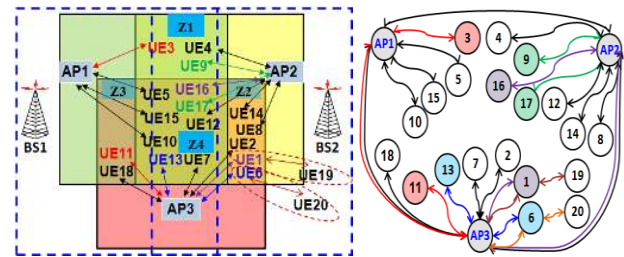 Z1
UE3
UE4
UE9
AP1
AP2
Z3
Z2
UE16
UE5
UE17
UE14
UE15
UE12
UE8
UE10
Z4
UE2
BS1
BS2
UE11
UE13
UE7
UE1
UE18
UE6
UE19
UE20
AP3
AP1
3
4
AP2
9
5
16
15
17
12
10
14
8
18
7
2
13
1
19
11
6
20
AP3